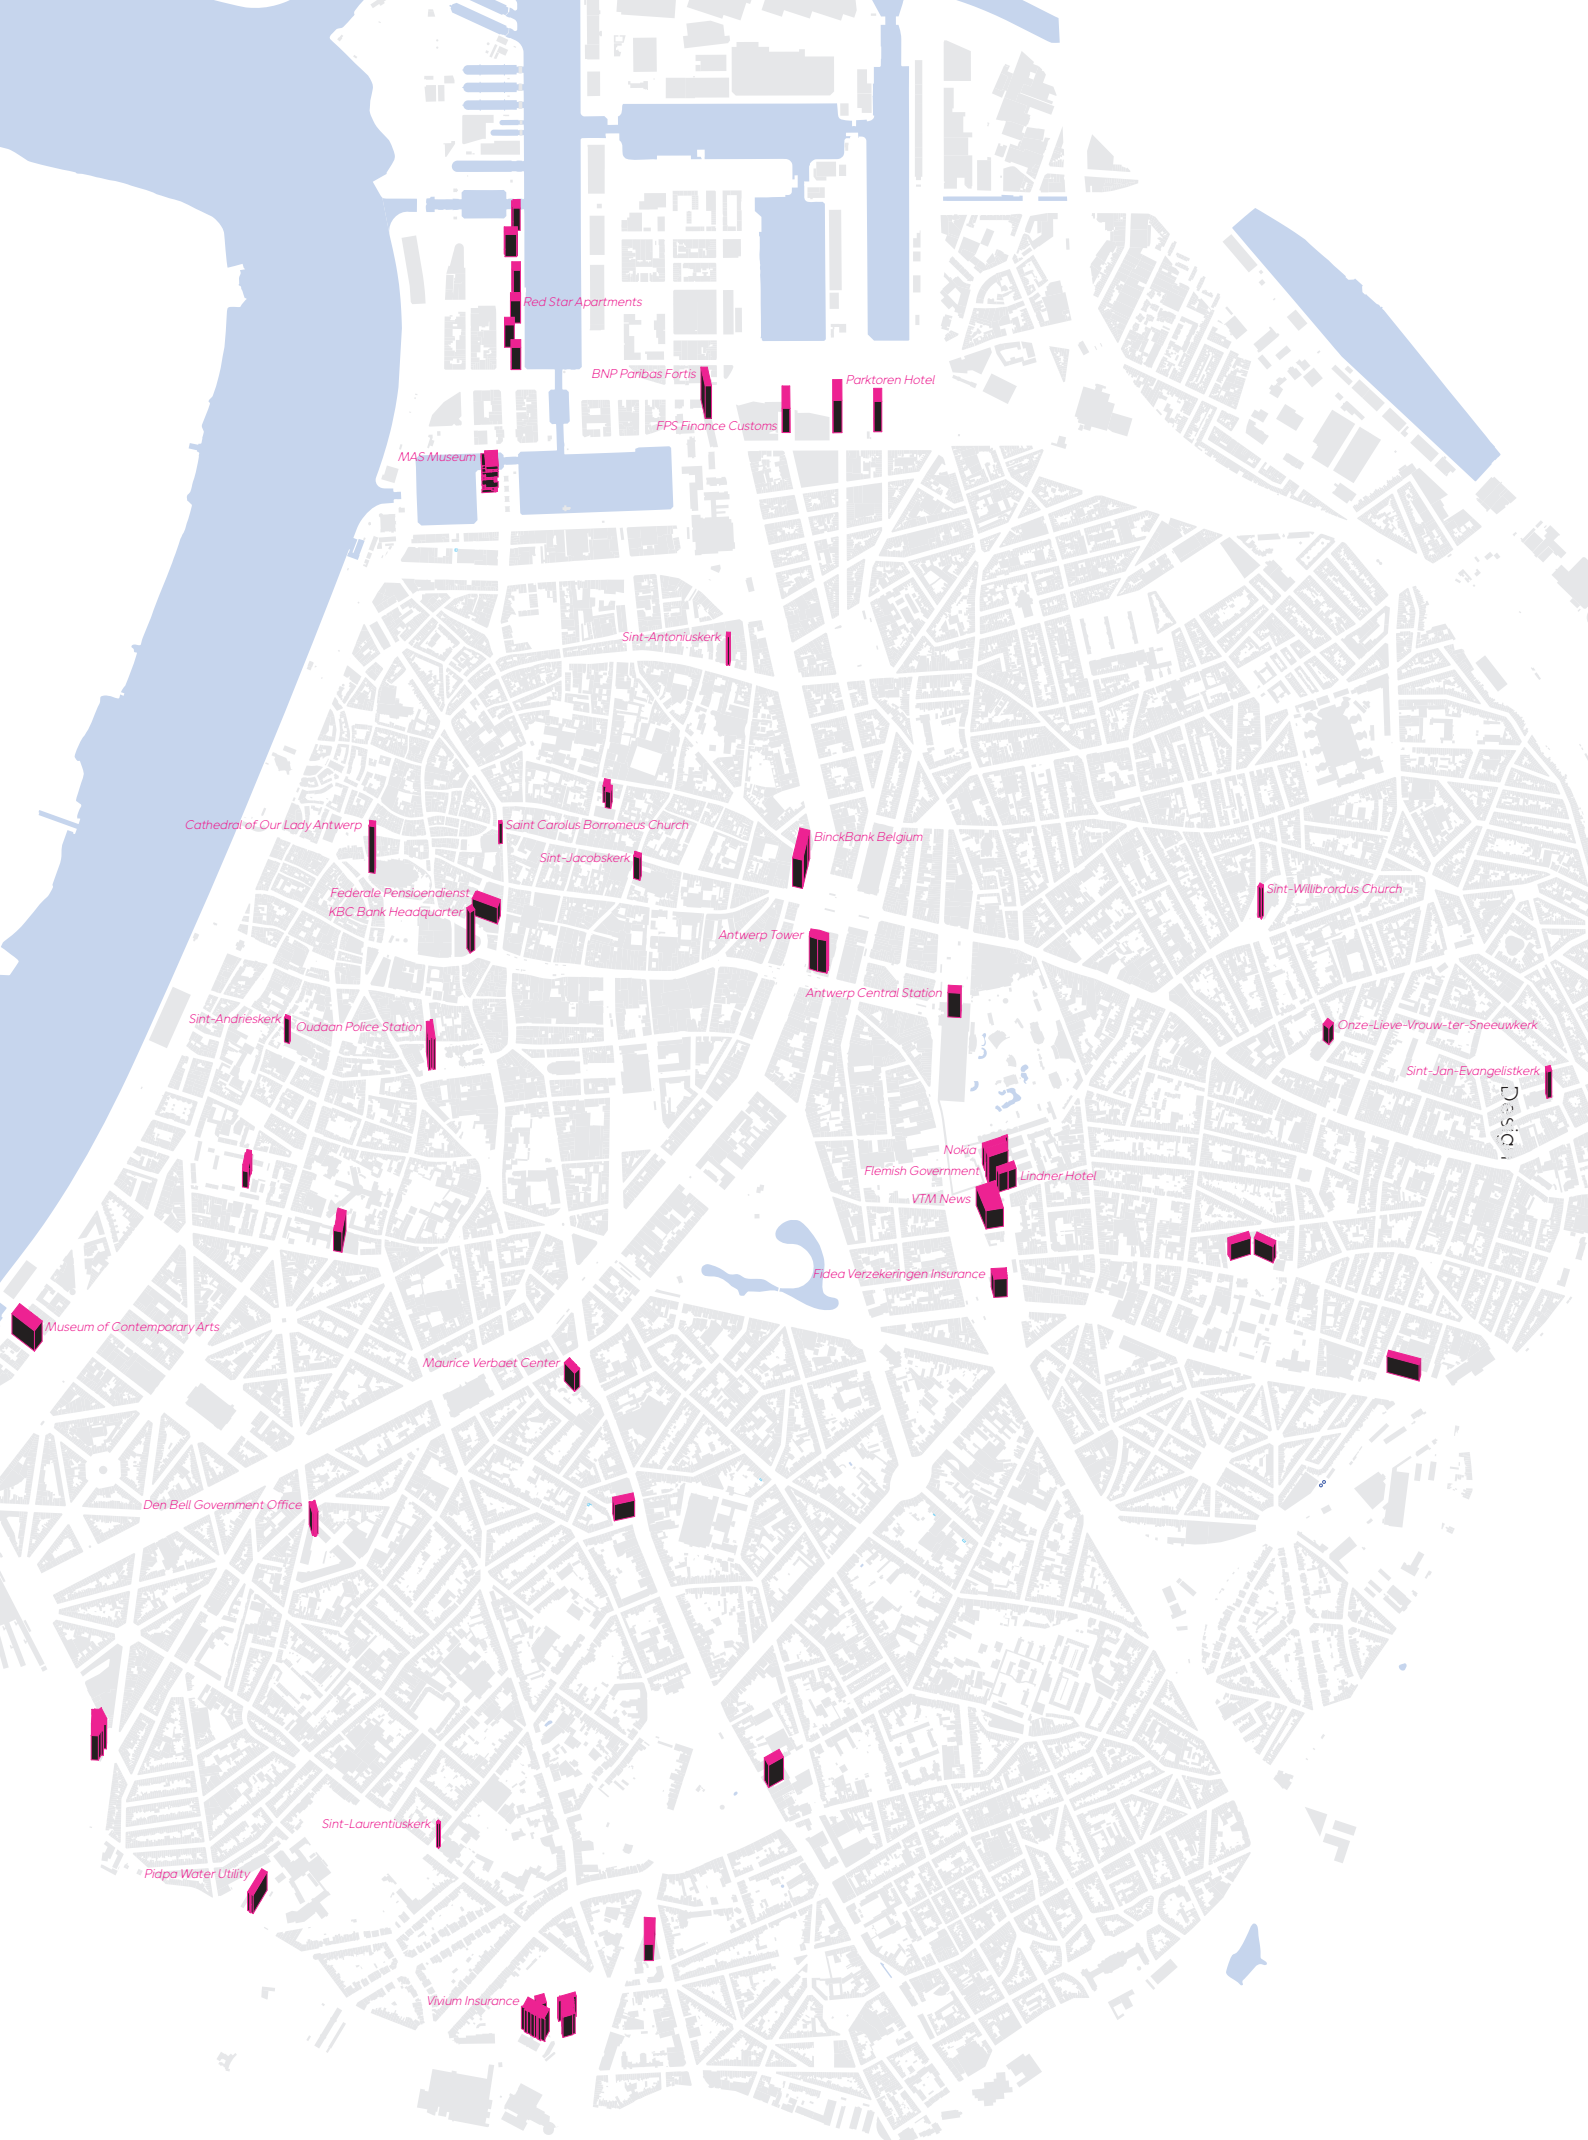 Red Star Apartments
BNP Paribas Fortis
Parktoren Hotel
FPS Finance Customs
MAS Museum
Sint-Antoniuskerk
Cathedral of Our Lady Antwerp
Saint Carolus Borromeus Church
BinckBank Belgium
Sint-Jacobskerk
Federale Pensioendienst
Sint-Willibrordus Church
KBC Bank Headquarter
Antwerp Tower
Antwerp Central Station
Sint-Andrieskerk
Oudaan Police Station
Onze-Lieve-Vrouw-ter-Sneeuwkerk
Sint-Jan-Evangelistkerk
Nokia
Flemish Government
Lindner Hotel
VTM News
Fidea Verzekeringen Insurance
Museum of Contemporary Arts
Maurice Verbaet Center
Den Bell Government Office
Sint-Laurentiuskerk
Pidpa Water Utility
Vivium Insurance